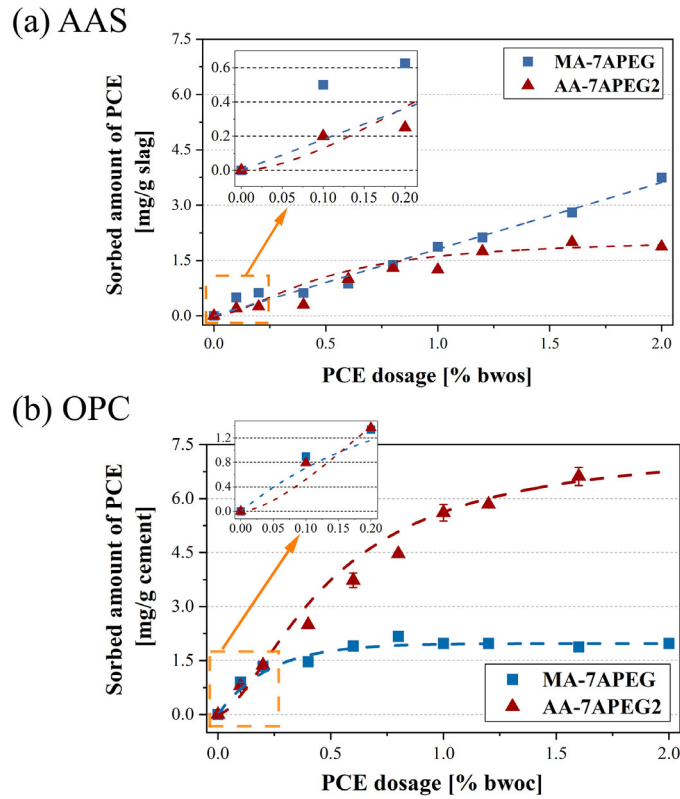 (a) AAS
Sorbed amount of PCE
[mg/g slag]
7.5
6.0
4.5
3.0
1.5
0.0
0.6
0.4
0.2
0.0
0.00 0.05 0.10 0.15 0.20
MA-7APEG
AA-7APEG2
0.0 0.5 1.0 1.5 2.0
PCE dosage [% bwos]
(b) OPC
Sorbed amount of PCE
[mg/g cement]
7.5
6.0
4.5
3.0
1.5
0.0
1.2
0.8
0.4
0.0
0.00 0.05 0.10 0.15 0.20
MA-7APEG
AA-7APEG2
0.0 0.5 1.0 1.5 2.0
PCE dosage [% bwoc]